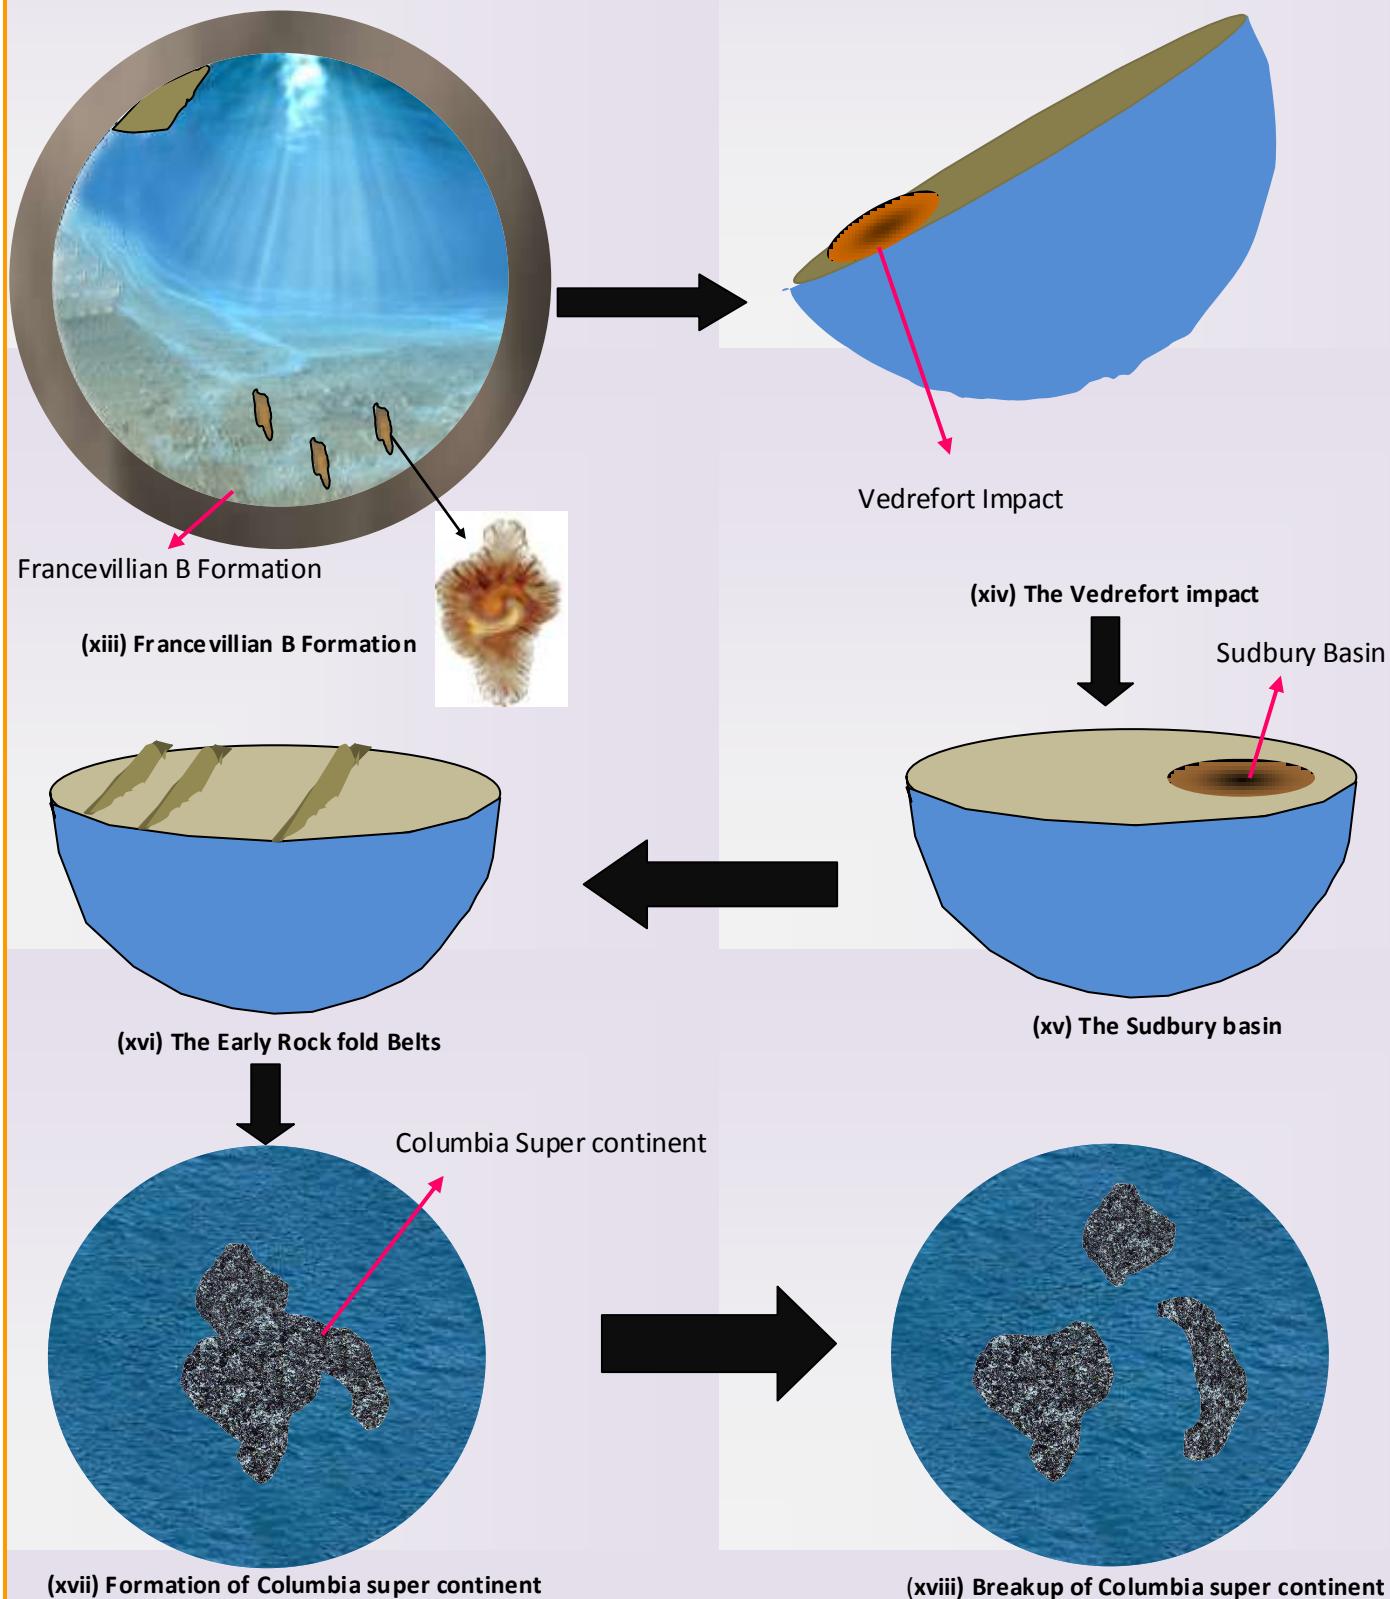 Francevillian B Formation
(xiii) Francevillian B Formation
Vedrefort Impact
(xiv) The Vedrefort impact
Sudbury Basin
(xv) The Sudbury basin
(xvi) The Early Rock fold Belts
Columbia Super continent
(xvii) Formation of Columbia super continent
(xviii) Breakup of Columbia super continent